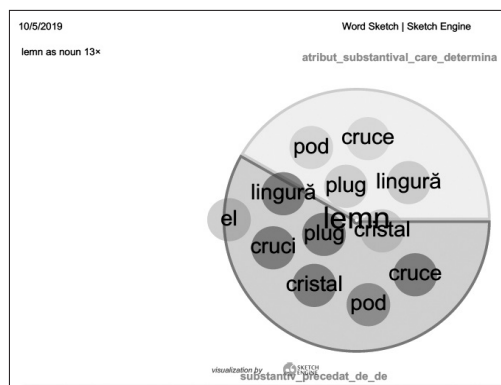 10/5/2019
Word Sketch | Sketch Engine
lemn as noun 13×
atribut_substantival_care_determina
cruce
pod
plug
lingură
lingură
lemn
el
plug
cristal
cruci
cristal
cruce
pod
visualization by SKETCH ENGINE
substantiv_precedat_de_de